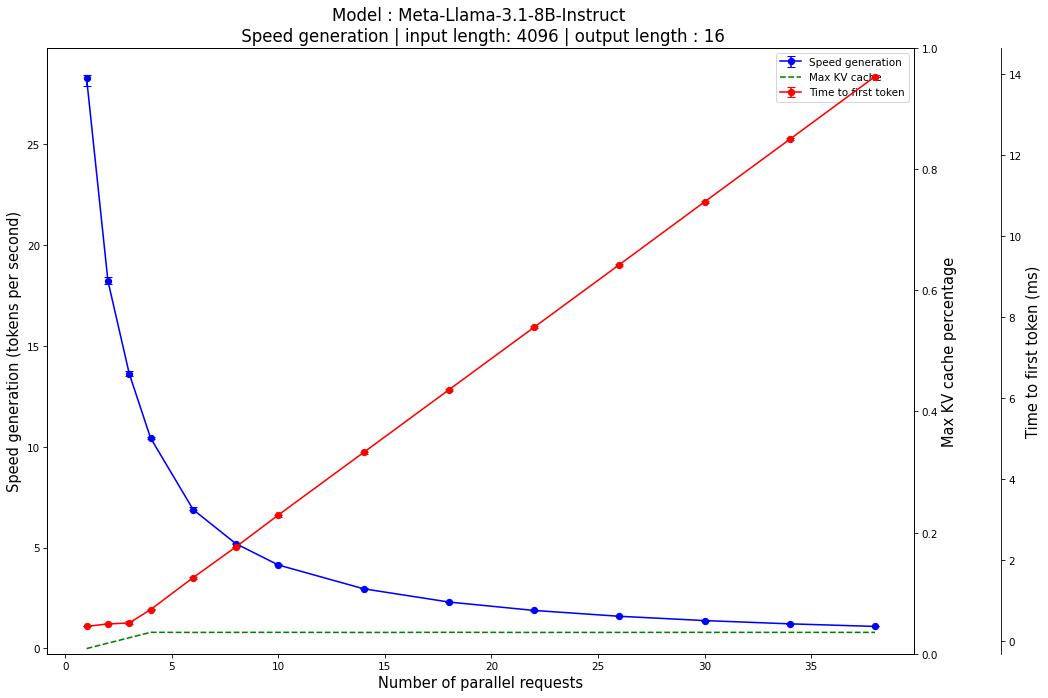 Model : Meta-Llama-3.1-8B-Instruct
Speed generation | input length: 4096 | output length : 16
Speed generation
Max KV cache
Time to first token
Speed generation (tokens per second)
25
20
15
10
5
0
0 5 10 15 20 25 30 35
Number of parallel requests
1.0
0.8
0.6
0.4
0.2
0.0
Max KV cache percentage
14
12
10
8
6
4
2
0
Time to first token (ms)